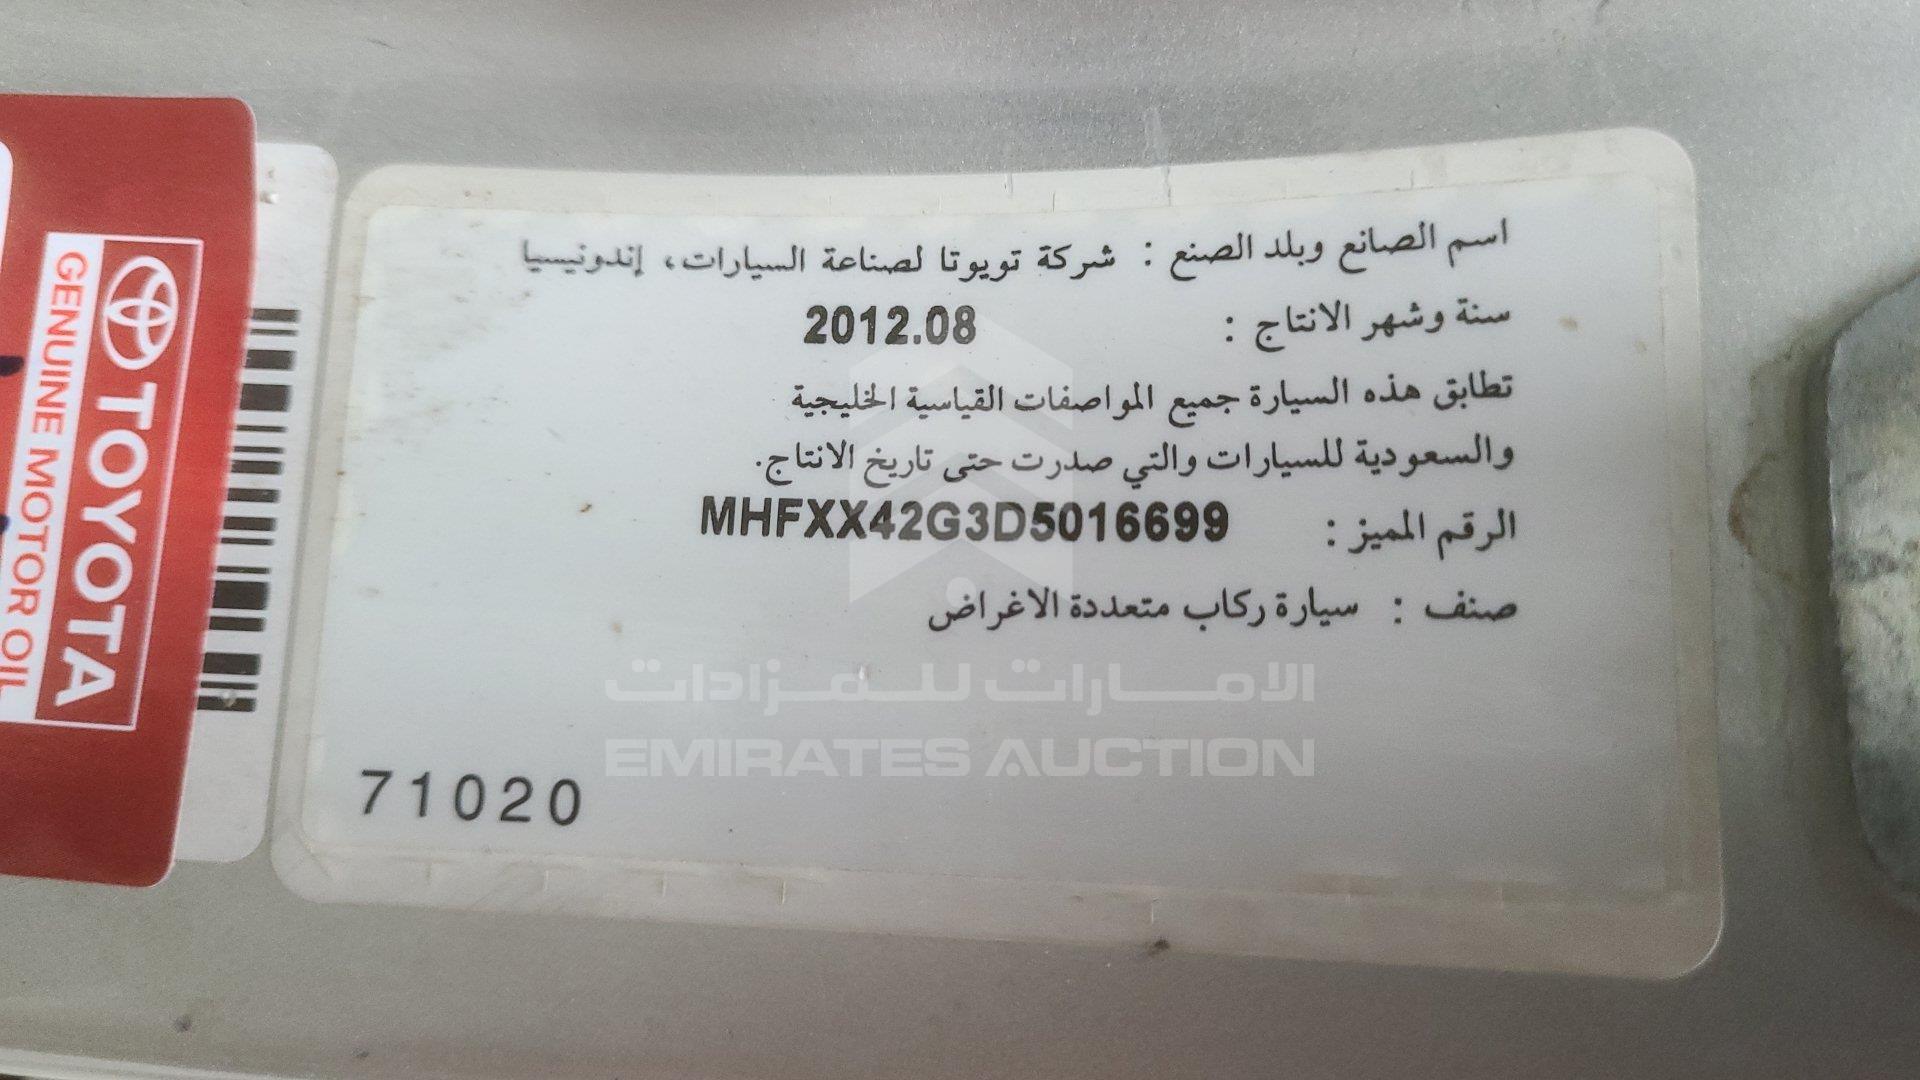 اسم الصانع وبلد الصنع : شركة تويوتا لصناعة السيارات، إندونيسيا
سنة وشهر الانتاج : 2012.08
تطابق هذه السيارة جميع المواصفات القياسية الخليجية
والسعودية للسيارات والتي صدرت حتى تاريخ الانتاج.
الرقم المميز : MHFXX42G3D5016699
صنف : سيارة ركاب متعددة الاغراض
71020
TOYOTA
GENUINE MOTOR OIL
الامارات للمزادات
EMIRATES AUCTION